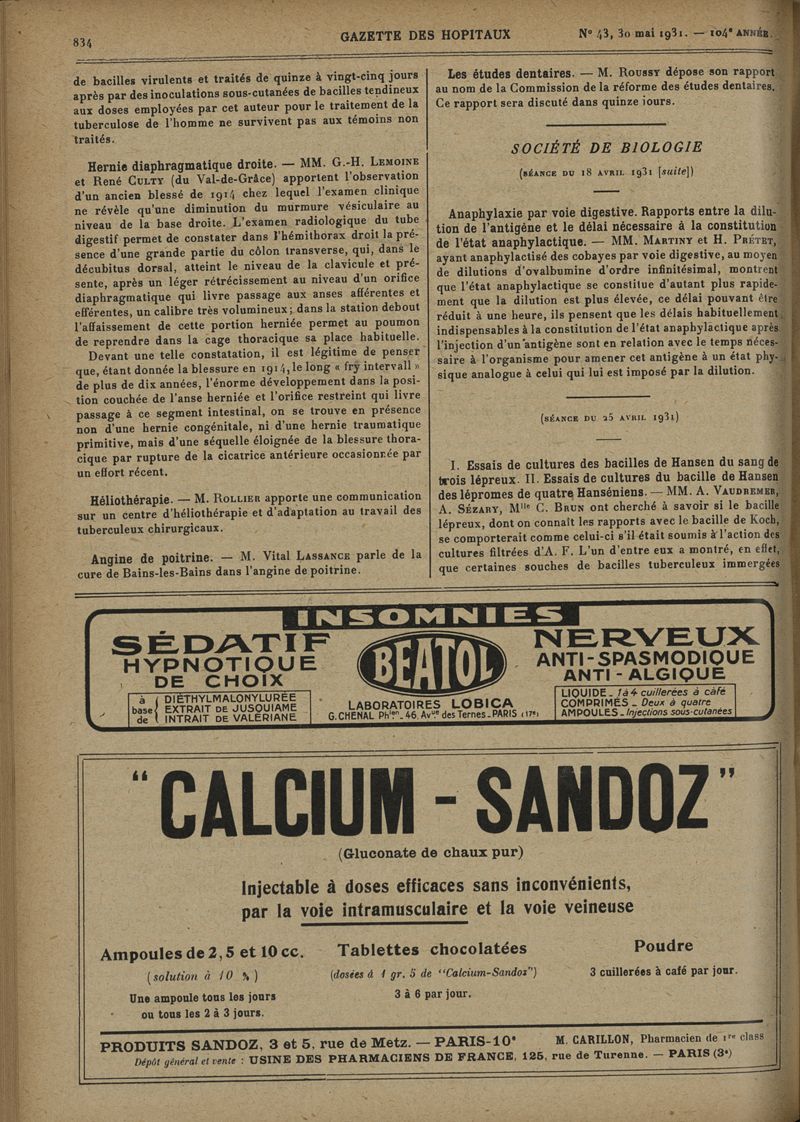 834
GAZETTE DES HOPITAUX
N° 43, 30 mai 1931. — 104e ANNÉE.
de bacilles virulents et traités de quinze à vingt-cinq jours
après par des inoculations sous-cutanées de bacilles tendineux
aux doses employées par cet auteur pour le traitement de la
tuberculose de l'homme ne survivent pas aux témoins non
traités.
Hernie diaphragmatique droite. — MM. G.-H. LEMOINE
et René CULTY (du Val-de-Grâce) apportent l'observation
d'un ancien blessé de 1914 chez lequel l'examen clinique
ne révèle qu'une diminution du murmure vésiculaire au
niveau de la base droite. L'examen radiologique du tube
digestif permet de constater dans l'hémithorax droit la pré-
sence d'une grande partie du côlon transverse, qui, dans le
décubitus dorsal, atteint le niveau de la clavicule et pré-
sente, après un léger rétrécissement au niveau d'un orifice
diaphragmatique qui livre passage aux anses afférentes et
efférentes, un calibre très volumineux; dans la station debout
l'affaissement de cette portion herniée permet au poumon
de reprendre dans la cage thoracique sa place habituelle.
Devant une telle constatation, il est légitime de penser
que, étant donnée la blessure en 1914, le long « fry intervall »
de plus de dix années, l'énorme développement dans la posi-
tion couchée de l'anse herniée et l'orifice restreint qui livre
passage à ce segment intestinal, on se trouve en présence
non d'une hernie congénitale, ni d'une hernie traumatique
primitive, mais d'une séquelle éloignée de la blessure thora-
cique par rupture de la cicatrice antérieure occasionnée par
un effort récent.
Héliothérapie. — M. ROLLIER apporte une communication
sur un centre d'héliothérapie et d'adaptation au travail des
tuberculeux chirurgicaux.
Angine de poitrine. — M. Vital LASSANCE parle de la
cure de Bains-les-Bains dans l'angine de poitrine.
Les études dentaires. — M. ROUSSY dépose son rapport
au nom de la Commission de la réforme des études dentaires.
Ce rapport sera discuté dans quinze jours.
SOCIÉTÉ DE BIOLOGIE
(SÉANCE DU 18 AVRIL 1931 [suite])
Anaphylaxie par voie digestive. Rapports entre la dilu-
tion de l'antigène et le délai nécessaire à la constitution
de l'état anaphylactique. — MM. MARTINY et H. PRÉTET,
ayant anaphylactisé des cobayes par voie digestive, au moyen
de dilutions d'ovalbumine d'ordre infinitésimal, montrent
que l'état anaphylactique se constitue d'autant plus rapide-
ment que la dilution est plus élevée, ce délai pouvant être
réduit à une heure, ils pensent que les délais habituellement
indispensables à la constitution de l'état anaphylactique après
l'injection d'un antigène sont en relation avec le temps néces-
saire à l'organisme pour amener cet antigène à un état phy-
sique analogue à celui qui lui est imposé par la dilution.
(SÉANCE DU 25 AVRIL 1931)
I. Essais de cultures des bacilles de Hansen du sang de
trois lépreux. II. Essais de cultures du bacille de Hansen
des lépromes de quatre Hanséniens. — MM. A. VAUDREMER,
A. SÉZARY, Mlle C. BRUN ont cherché à savoir si le bacille
lépreux, dont on connaît les rapports avec le bacille de Koch,
se comporterait comme celui-ci s'il était soumis à l'action des
cultures filtrées d'A. F. L'un d'entre eux a montré, en effet,
que certaines souches de bacilles tuberculeux immergées
INSOMNIES
SÉDATIF
HYPNOTIQUE
DE CHOIX
à base de { DIÉTHYLMALONYLURÉE
EXTRAIT DE JUSQUIAME
INTRAIT DE VALÉRIANE
BEATOL
LABORATOIRES LOBICA
G. CHENAL Phien_ 46, Avue des Ternes_PARIS (17e)
NERVEUX
ANTI-SPASMODIQUE
ANTI-ALGIQUE
LIQUIDE_ 1 à 4 cuillerées à café
COMPRIMÉS_ Deux à quatre
AMPOULES_Injections sous-cutanées
"CALCIUM - SANDOZ"
(Gluconate de chaux pur)
Injectable à doses efficaces sans inconvénients,
par la voie intramusculaire et la voie veineuse
Ampoules de 2, 5 et 10 cc.
(solution à 10 %)
Une ampoule tous les jours
ou tous les 2 à 3 jours.
Tablettes chocolatées
(dosées à 1 gr. 5 de "Calcium-Sandoz")
3 à 6 par jour.
Poudre
3 cuillerées à café par jour.
PRODUITS SANDOZ, 3 et 5, rue de Metz. — PARIS-10e
M. CARILLON, Pharmacien de 1re class
Dépôt général et vente : USINE DES PHARMACIENS DE FRANCE, 125, rue de Turenne. — PARIS (3e)